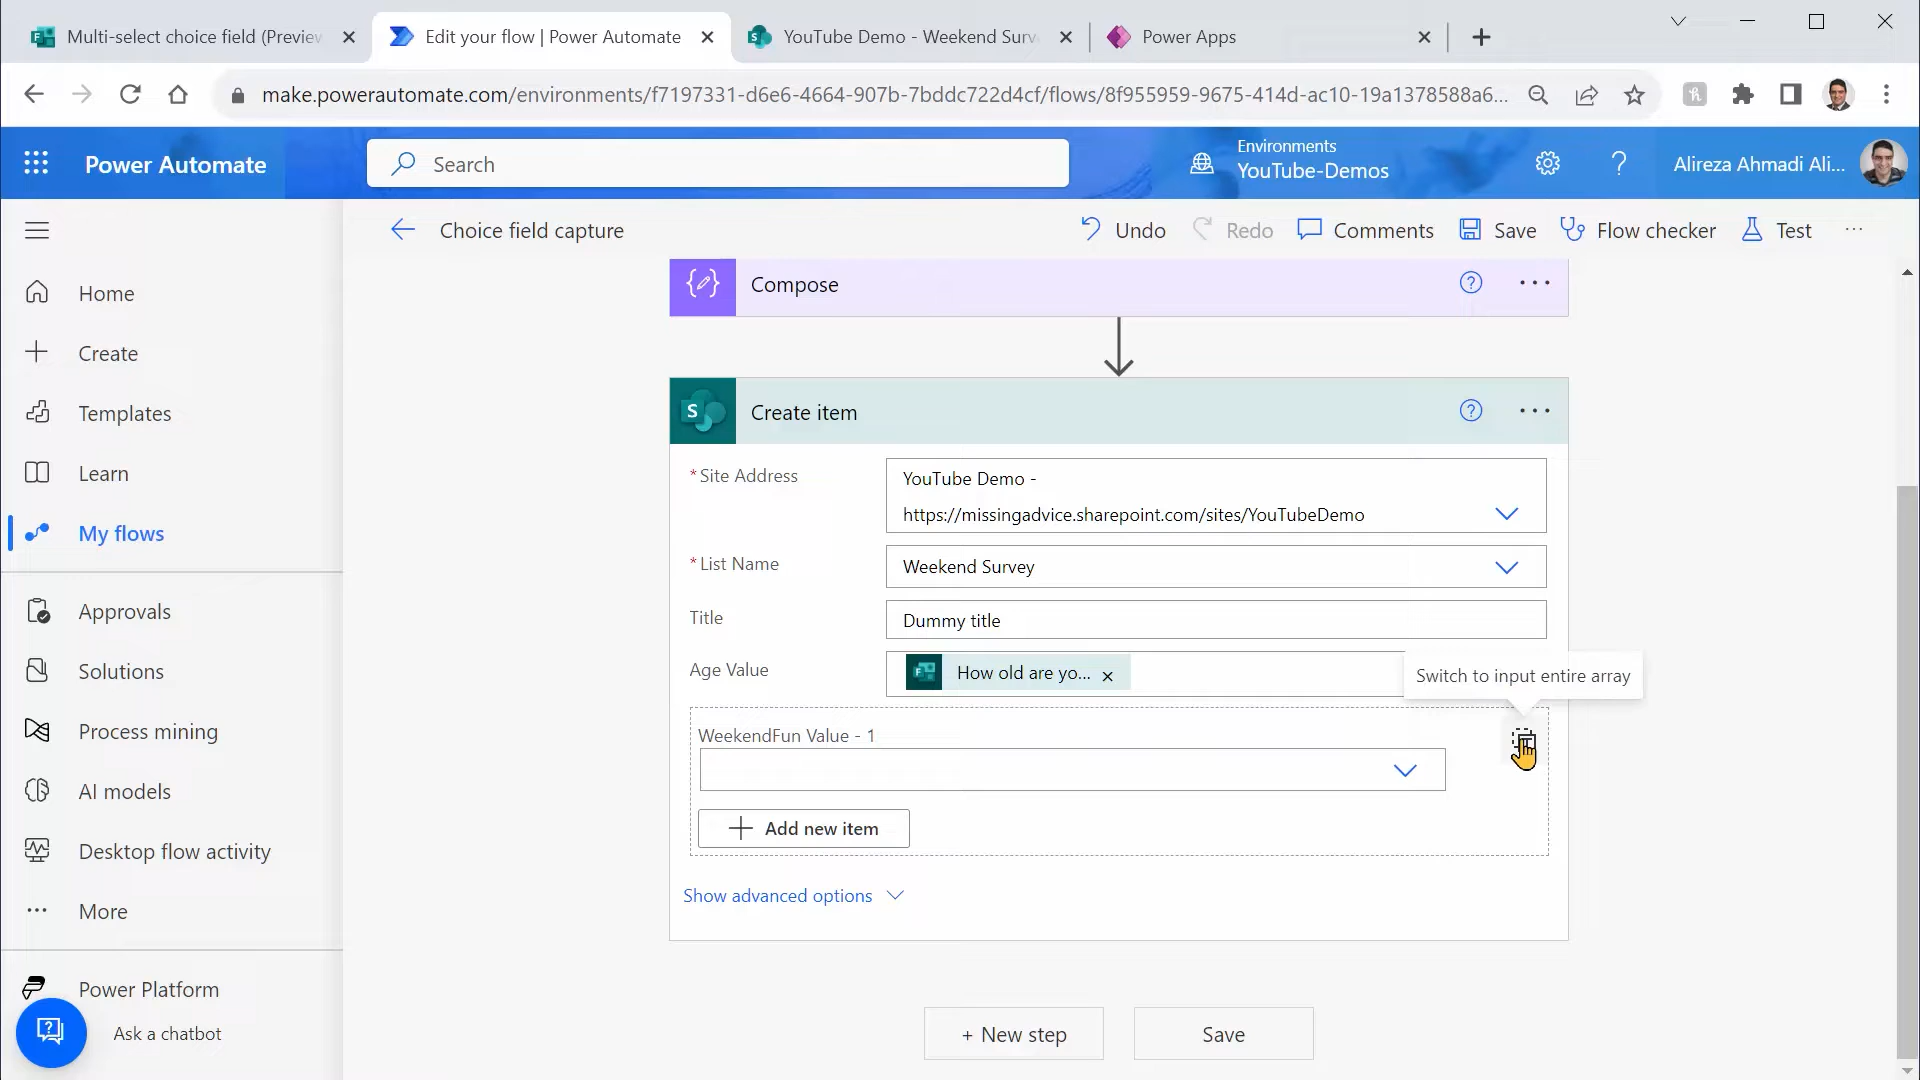 Multi-select choice field (Preview
Edit your flow | Power Automate
YouTube Demo - Weekend Surv
Power Apps
make.powerautomate.com/environments/f7197331-d6e6-4664-907b-7bddc722d4cf/flows/8f955959-9675-414d-ac10-19a1378588a6...
Power Automate
Search
Environments
YouTube-Demos
Alireza Ahmadi Ali...
Choice field capture
Undo
Redo
Comments
Save
Flow checker
Test
Home
Create
Templates
Learn
My flows
Approvals
Solutions
Process mining
AI models
Desktop flow activity
More
Power Platform
Ask a chatbot
Compose
Create item
* Site Address
YouTube Demo -
https://missingadvice.sharepoint.com/sites/YouTubeDemo
* List Name
Weekend Survey
Title
Dummy title
Age Value
How old are yo... ×
Switch to input entire array
WeekendFun Value - 1
Add new item
Show advanced options
+ New step
Save